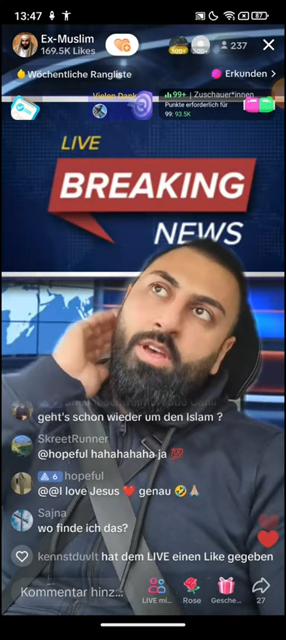 13:47
87
Ex-Muslim
169.5K Likes
300+
300+
237
Wöchentliche Rangliste
Erkunden >
Vielen Dank
99+ | Zuschauer*innen
Punkte erforderlich für
99: 93.5K
LIVE
BREAKING
NEWS
geht's schon wieder um den Islam ?
SkreetRunner
@hopeful hahahahaha ja 💯
6 hopeful
@@I love Jesus ❤️ genau 🤣🙏🏼
Sajna
wo finde ich das?
kennstduvlt hat dem LIVE einen Like gegeben
Kommentar hinz...
LIVE mi...
Rose
Gesche...
27